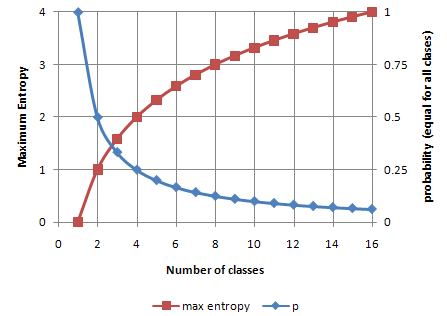 4
3
2
1
0
Maximum Entropy
1
0.75
0.5
0.25
0
probability (equal for all clases)
0 2 4 6 8 10 12 14 16
Number of classes
max entropy p